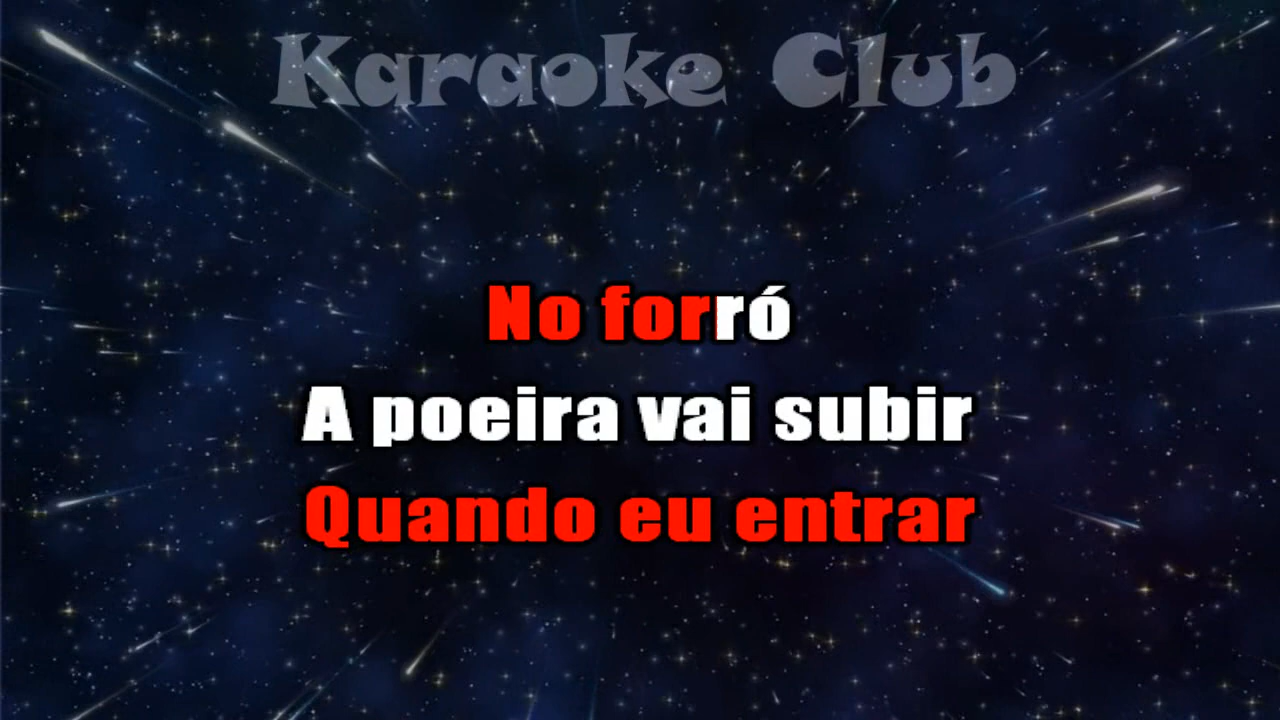 Karaoke Club
No forró
A poeira vai subir
Quando eu entrar